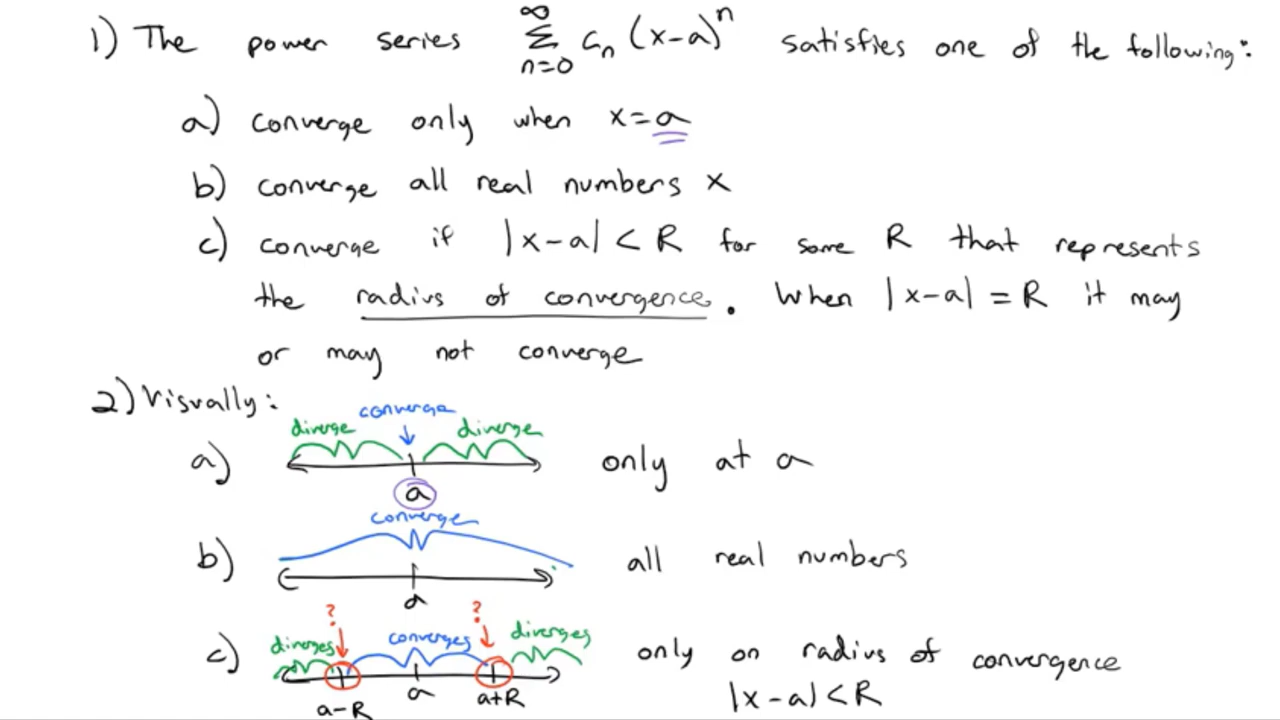 1) The power series ∞ Σ n=0 cₙ (x-a)ⁿ satisfies one of the following:
a) converge only when x=a
b) converge all real numbers x
c) converge if |x-a| < R for some R that represents
the radius of convergence. When |x-a| = R it may
or may not converge
2) Visually:
converge
diverge diverge
a) only at a
a
converge
b) all real numbers
a
? ?
diverges converges diverges
c) only on radius of convergence
a-R a a+R |x-a| < R